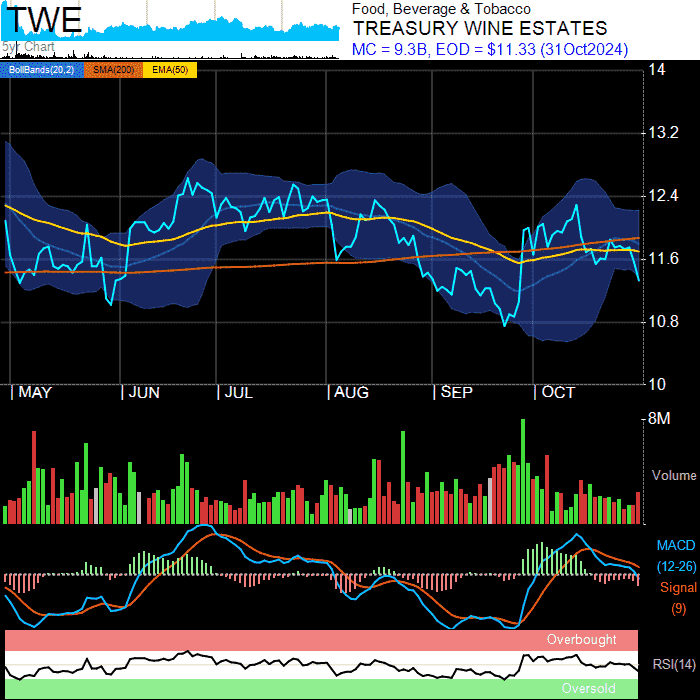 TWE
5yr Chart
Food, Beverage & Tobacco
TREASURY WINE ESTATES
MC = 9.3B, EOD = $11.33 (31Oct2024)
BollBands(20,2) SMA(200) EMA(50)
14
13.2
12.4
11.6
10.8
10
MAY JUN JUL AUG SEP OCT
8M
Volume
MACD
(12-26)
Signal
(9)
Overbought
RSI(14)
Oversold